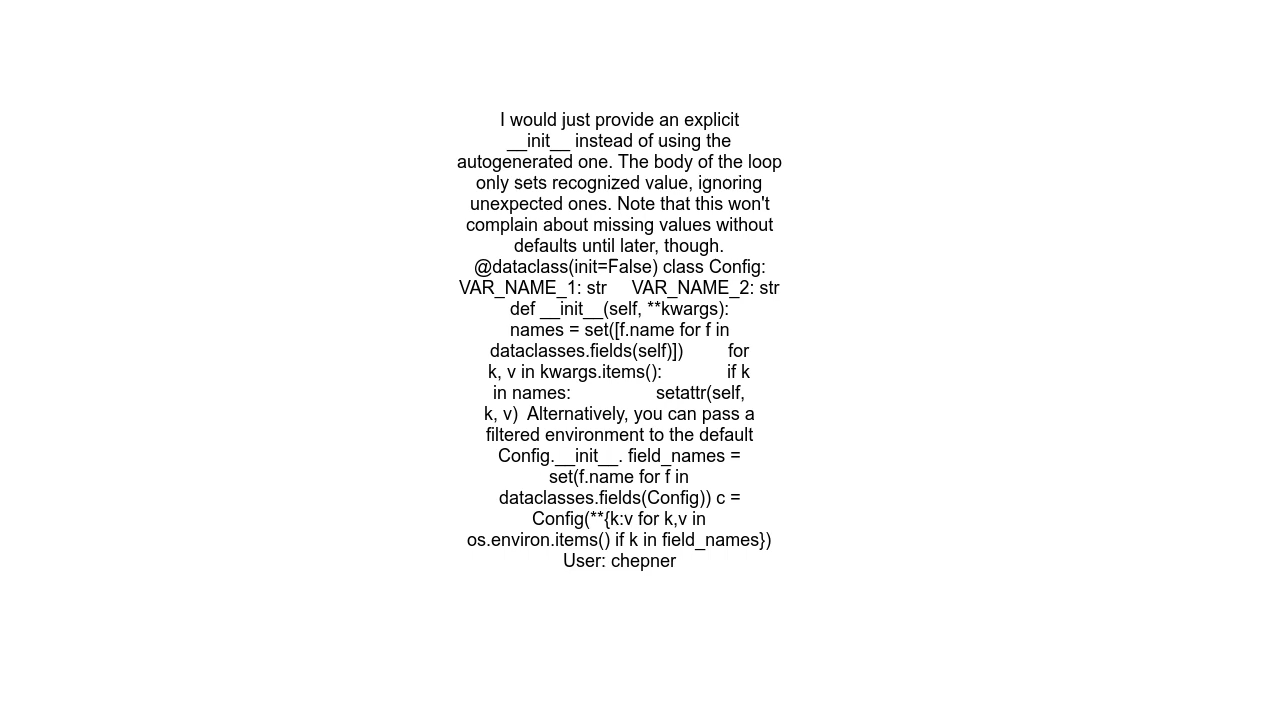 I would just provide an explicit
__init__ instead of using the
autogenerated one. The body of the loop
only sets recognized value, ignoring
unexpected ones. Note that this won't
complain about missing values without
defaults until later, though.
@dataclass(init=False) class Config:
VAR_NAME_1: str     VAR_NAME_2: str
def __init__(self, **kwargs):
names = set([f.name for f in
dataclasses.fields(self)])         for
k, v in kwargs.items():             if k
in names:                 setattr(self,
k, v)  Alternatively, you can pass a
filtered environment to the default
Config.__init__. field_names =
set(f.name for f in
dataclasses.fields(Config)) c =
Config(**{k:v for k,v in
os.environ.items() if k in field_names})
User: chepner